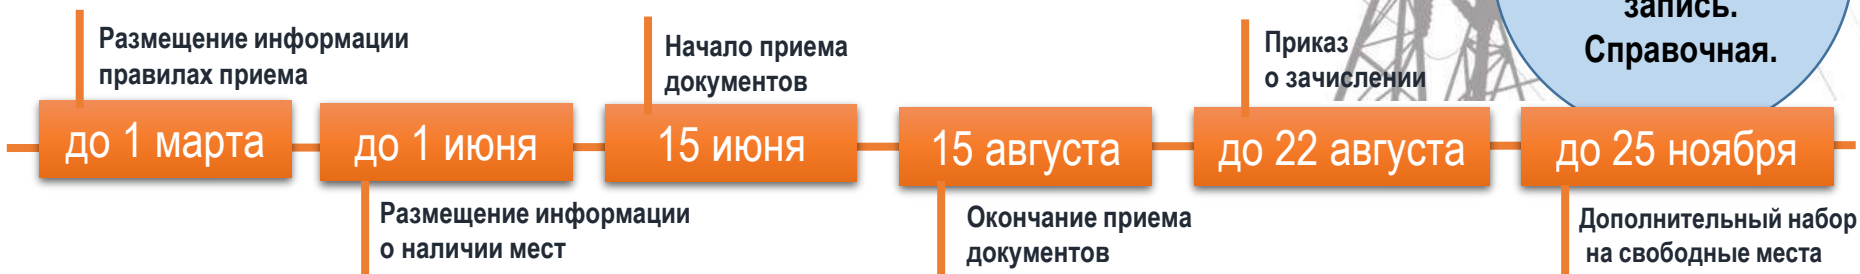 запись.
Справочная.
Размещение информации
правилах приема
Начало приема
документов
Приказ
о зачислении
до 1 марта
до 1 июня
15 июня
15 августа
до 22 августа
до 25 ноября
Размещение информации
о наличии мест
Окончание приема
документов
Дополнительный набор
на свободные места